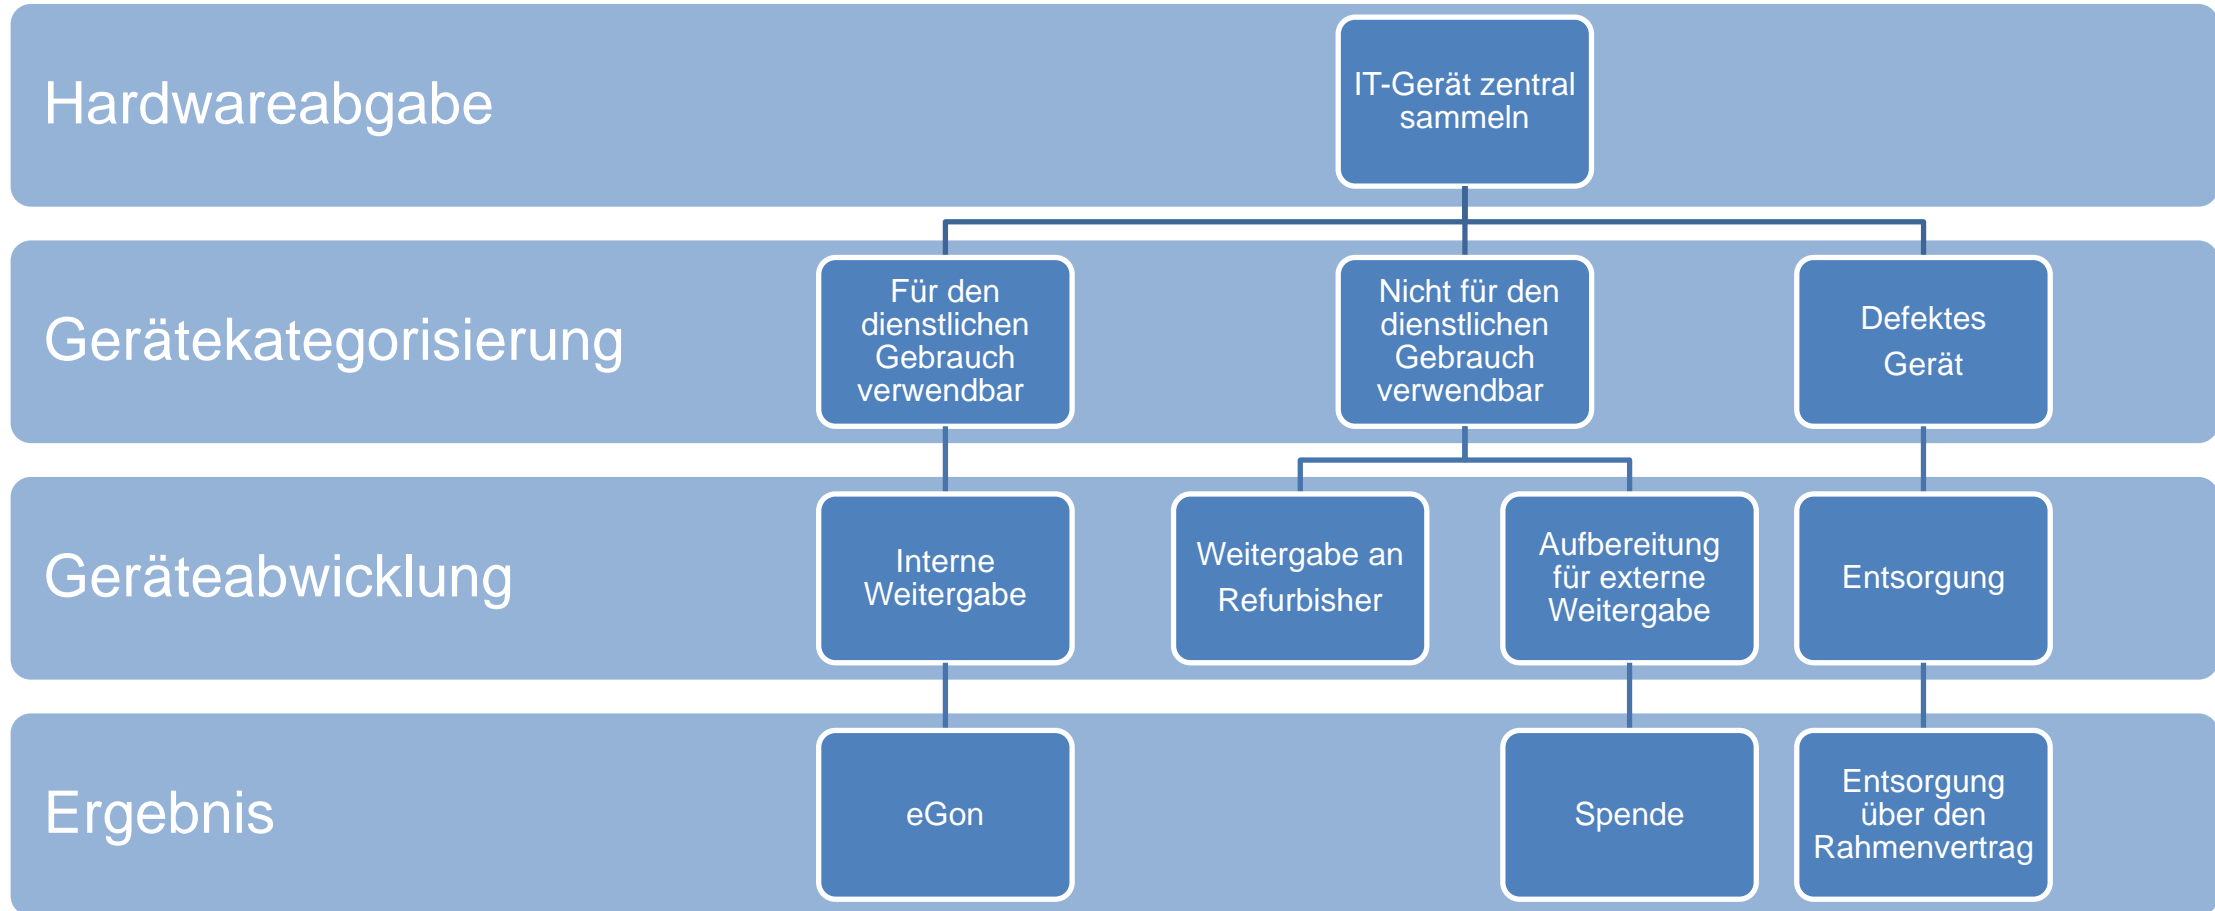 Hardwareabgabe
IT-Gerät zentral
sammeln
Gerätekategorisierung
Für den
dienstlichen
Gebrauch
verwendbar
Nicht für den
dienstlichen
Gebrauch
verwendbar
Defektes
Gerät
Geräteabwicklung
Interne
Weitergabe
Weitergabe an
Refurbisher
Aufbereitung
für externe
Weitergabe
Entsorgung
Ergebnis
eGon
Spende
Entsorgung
über den
Rahmenvertrag